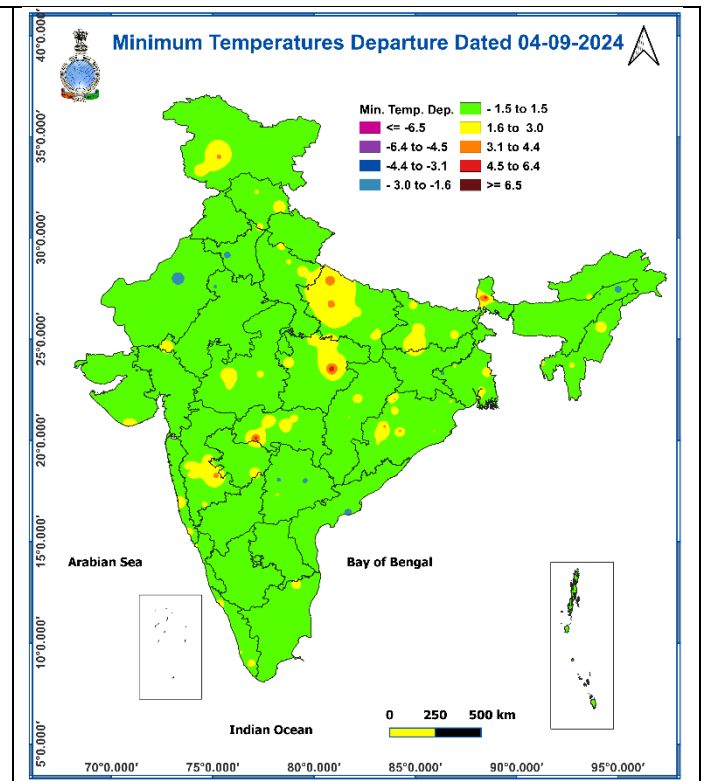 Minimum Temperatures Departure Dated 04-09-2024
Min. Temp. Dep.
<= -6.5
-6.4 to -4.5
-4.4 to -3.1
- 3.0 to -1.6
- 1.5 to 1.5
1.6 to 3.0
3.1 to 4.4
4.5 to 6.4
>= 6.5
40°0.000'
35°0.000'
30°0.000'
25°0.000'
20°0.000'
15°0.000'
10°0.000'
5°0.000'
Arabian Sea
Bay of Bengal
Indian Ocean
0 250 500 km
70°0.000' 75°0.000' 80°0.000' 85°0.000' 90°0.000' 95°0.000'